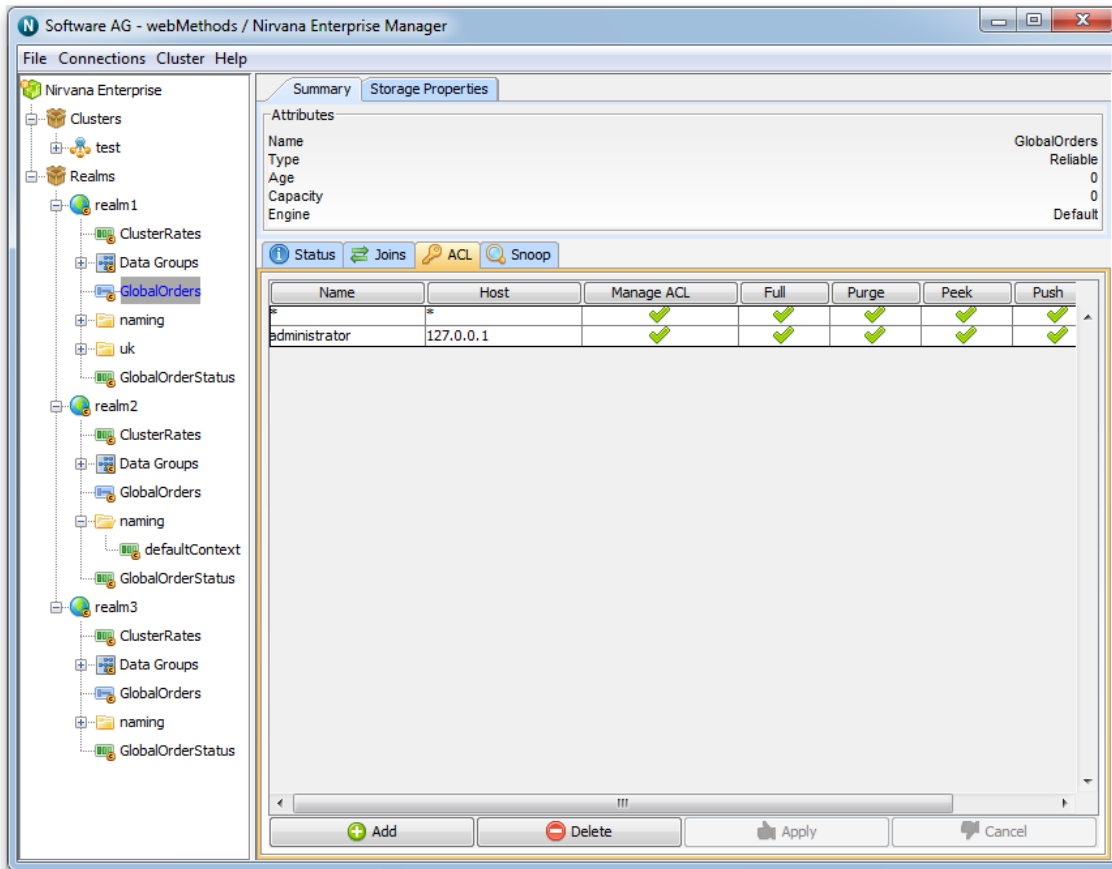 Software AG - webMethods / Nirvana Enterprise Manager
File Connections Cluster Help
Nirvana Enterprise
Clusters
test
Realms
realm1
ClusterRates
Data Groups
GlobalOrders
naming
uk
GlobalOrderStatus
realm2
ClusterRates
Data Groups
GlobalOrders
naming
defaultContext
GlobalOrderStatus
realm3
ClusterRates
Data Groups
GlobalOrders
naming
GlobalOrderStatus
Summary Storage Properties
Attributes
Name GlobalOrders
Type Reliable
Age 0
Capacity 0
Engine Default
Status Joins ACL Snoop
Name Host Manage ACL Full Purge Peek Push
* *
administrator 127.0.0.1
Add Delete Apply Cancel